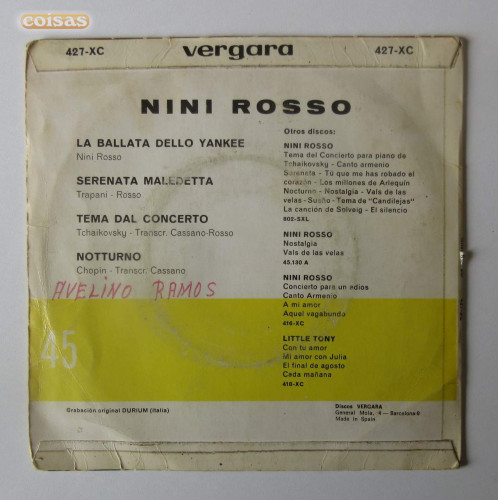 coisas
427-XC vergara 427-XC
NINI ROSSO
LA BALLATA DELLO YANKEE
Nini Rosso
SERENATA MALEDETTA
Trapani - Rosso
TEMA DAL CONCERTO
Tchaikovsky - Transcr. Cassano-Rosso
NOTTURNO
Chopin - Transcr. Cassano
AVELINO RAMOS
45
Grabación original DURIUM (Italia)
Otros discos:
NINI ROSSO
Tema del Concierto para piano de
Tchaikovsky - Canto armenio
Serenata - Tú que me has robado el
corazón - Los millones de Arlequín
Nocturno - Nostalgia - Vals de las
velas - Sueño - Tema de "Candilejas"
La canción de Solveig - El silencio
602-SXL
NINI ROSSO
Nostalgia
Vals de las velas
45.130 A
NINI ROSSO
Concierto para un adios
Canto Armenio
A mi amor
Aquel vagabundo
416-XC
LITTLE TONY
Con tu amor
Mi amor con Julia
El final de agosto
Cada mañana
418-XC
Discos VERGARA
General Mola, 4 — Barcelona-9
Made in Spain